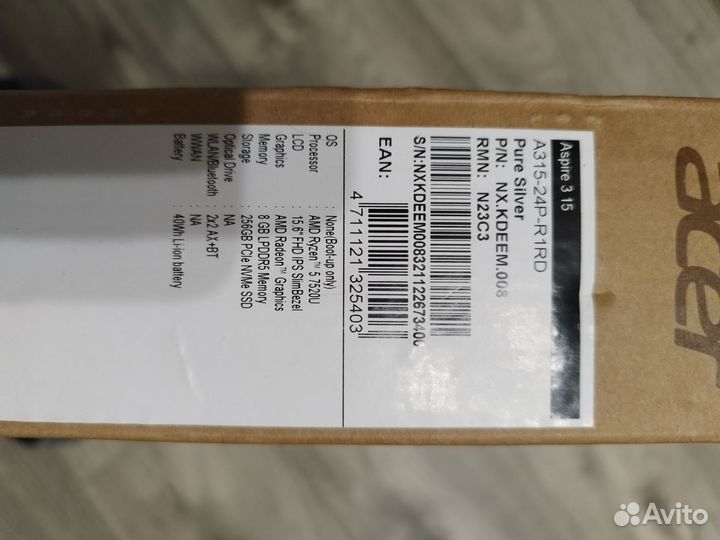 acer
Aspire 3 15
A315-24P-R1RD
Pure Silver
P/N: NX.KDEEM.008
RMN: N23C3
S/N:NXKDEEM008321122673400
EAN:
4 711121 325403
OS : None(Boot-up only)
Processor : AMD Ryzen™ 5 7520U
LCD : 15.6" FHD IPS SlimBezel
Graphics : AMD Radeon™ Graphics
Memory : 8 GB LPDDR5 Memory
Storage : 256GB PCIe NVMe SSD
Optical Drive : NA
WLAN/Bluetooth : 2x2 AX+BT
WWAN : NA
Battery : 40Wh Li-ion battery
Avito